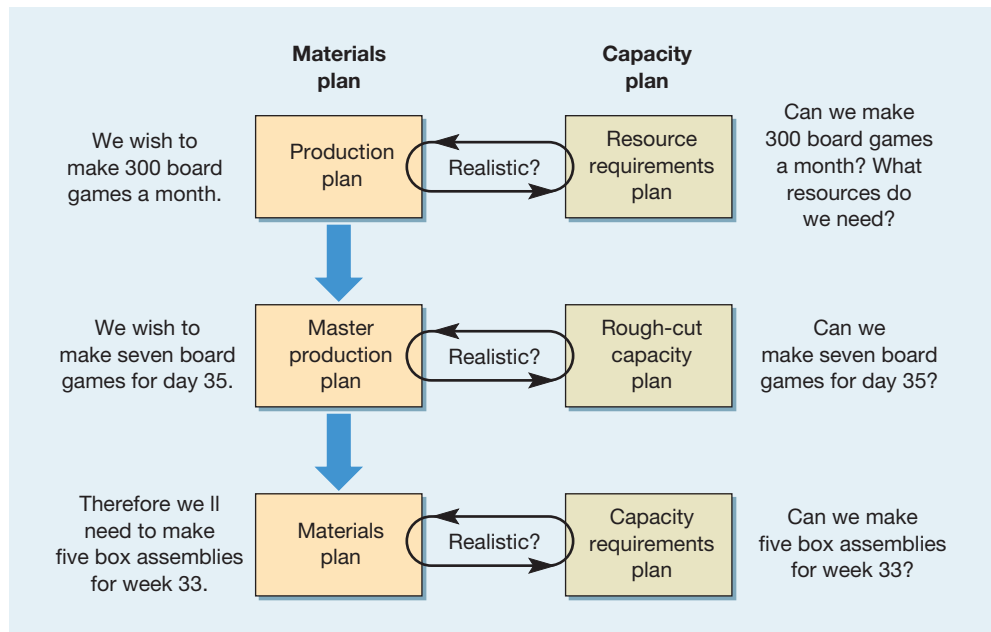 Materials
plan
Capacity
plan
We wish to
make 300 board
games a month.
Production
plan
Realistic?
Resource
requirements
plan
Can we make
300 board games
a month? What
resources do
we need?
We wish to
make seven board
games for day 35.
Master
production
plan
Realistic?
Rough-cut
capacity
plan
Can we
make seven board
games for day 35?
Therefore we ll
need to make
five box assemblies
for week 33.
Materials
plan
Realistic?
Capacity
requirements
plan
Can we make
five box assemblies
for week 33?